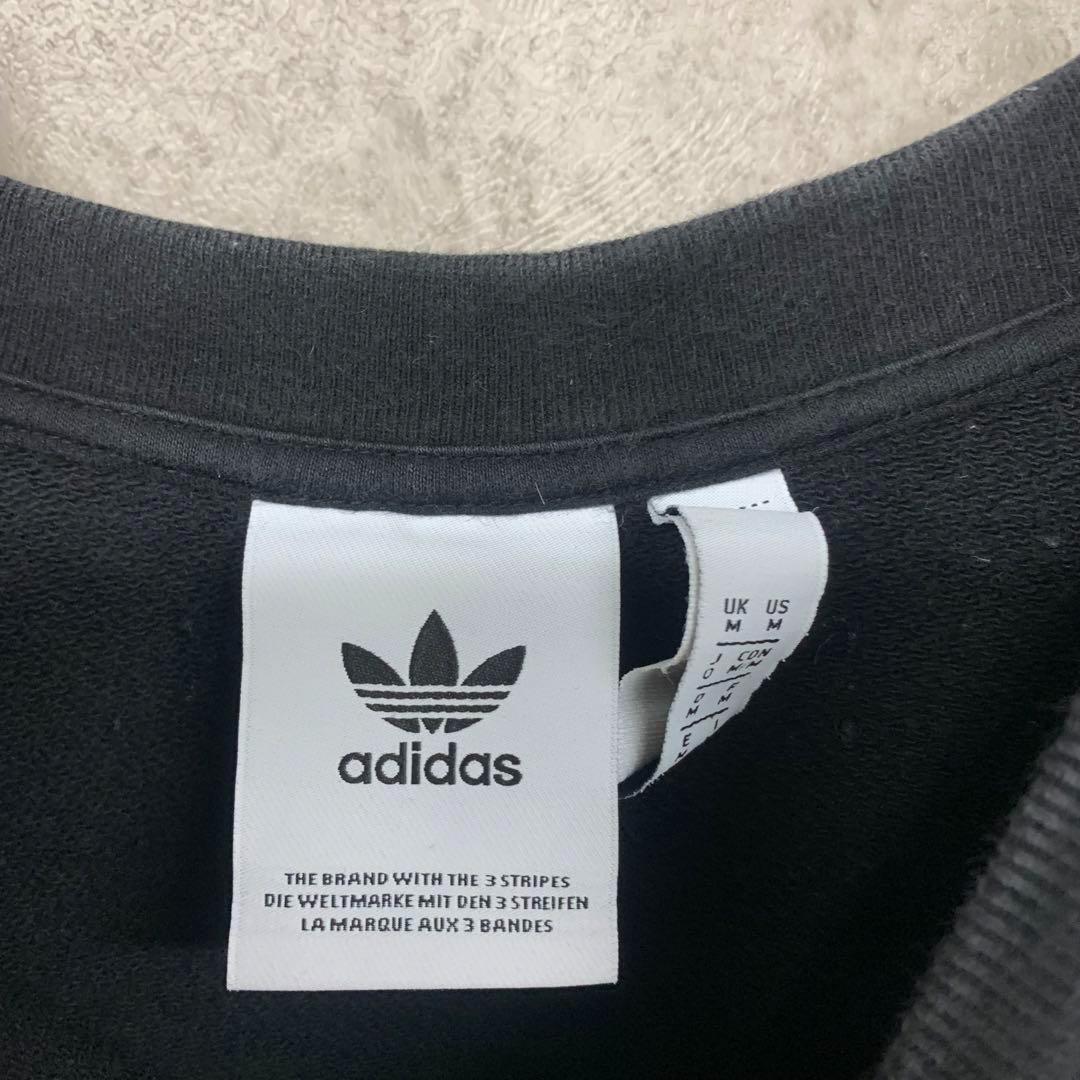 adidas
THE BRAND WITH THE 3 STRIPES
DIE WELTMARKE MIT DEN 3 STREIFEN
LA MARQUE AUX 3 BANDES
UK US
M M
J CDN
O M/M
D F
M M
E I